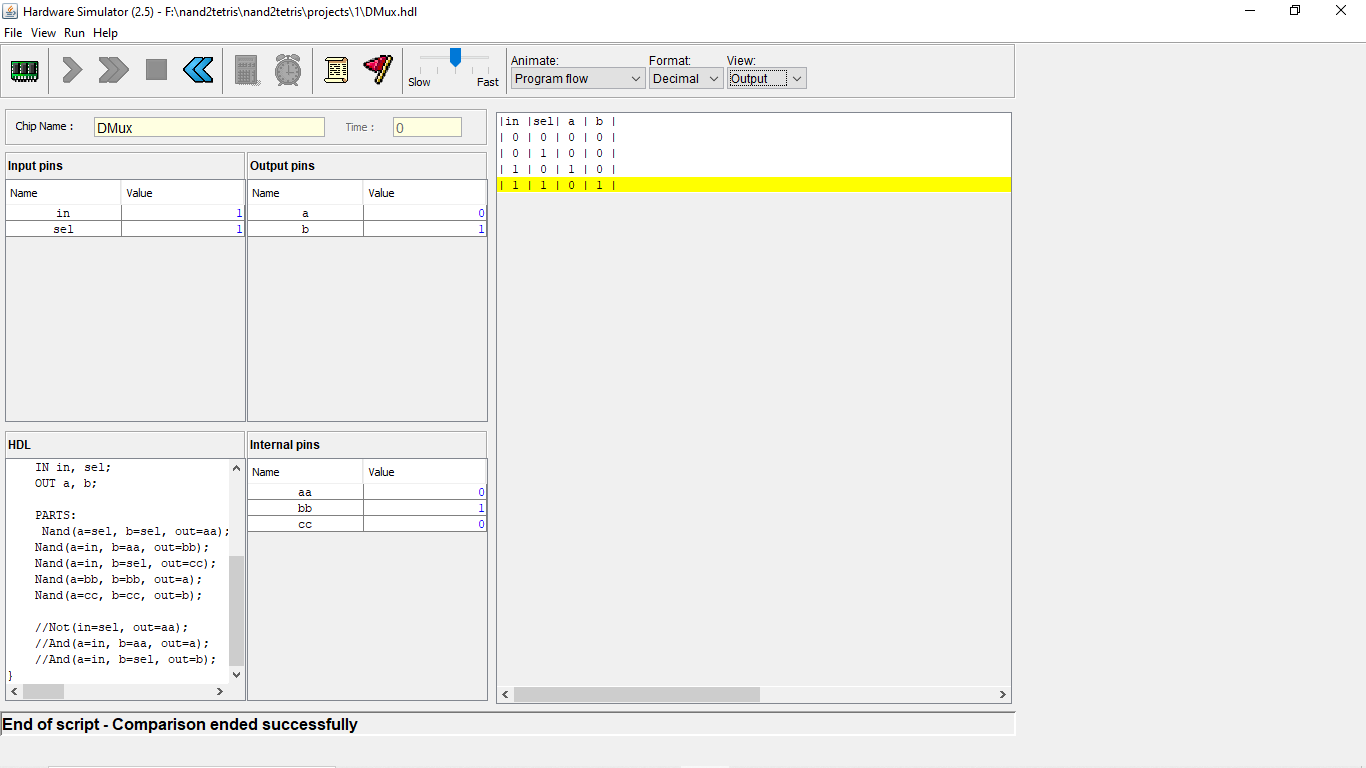 Hardware Simulator (2.5) - F:\nand2tetris\nand2tetris\projects\1\DMux.hdl
File View Run Help
Slow Fast
Animate: Format: View:
Program flow Decimal Output
Chip Name : DMux Time : 0
Input pins
Name Value
in 1
sel 1
Output pins
Name Value
a 0
b 1
HDL
IN in, sel;
OUT a, b;
PARTS:
Nand(a=sel, b=sel, out=aa);
Nand(a=in, b=aa, out=bb);
Nand(a=in, b=sel, out=cc);
Nand(a=bb, b=bb, out=a);
Nand(a=cc, b=cc, out=b);
//Not(in=sel, out=aa);
//And(a=in, b=aa, out=a);
//And(a=in, b=sel, out=b);
}
Internal pins
Name Value
aa 0
bb 1
cc 0
|in |sel| a | b |
| 0 | 0 | 0 | 0 |
| 0 | 1 | 0 | 0 |
| 1 | 0 | 1 | 0 |
| 1 | 1 | 0 | 1 |
End of script - Comparison ended successfully